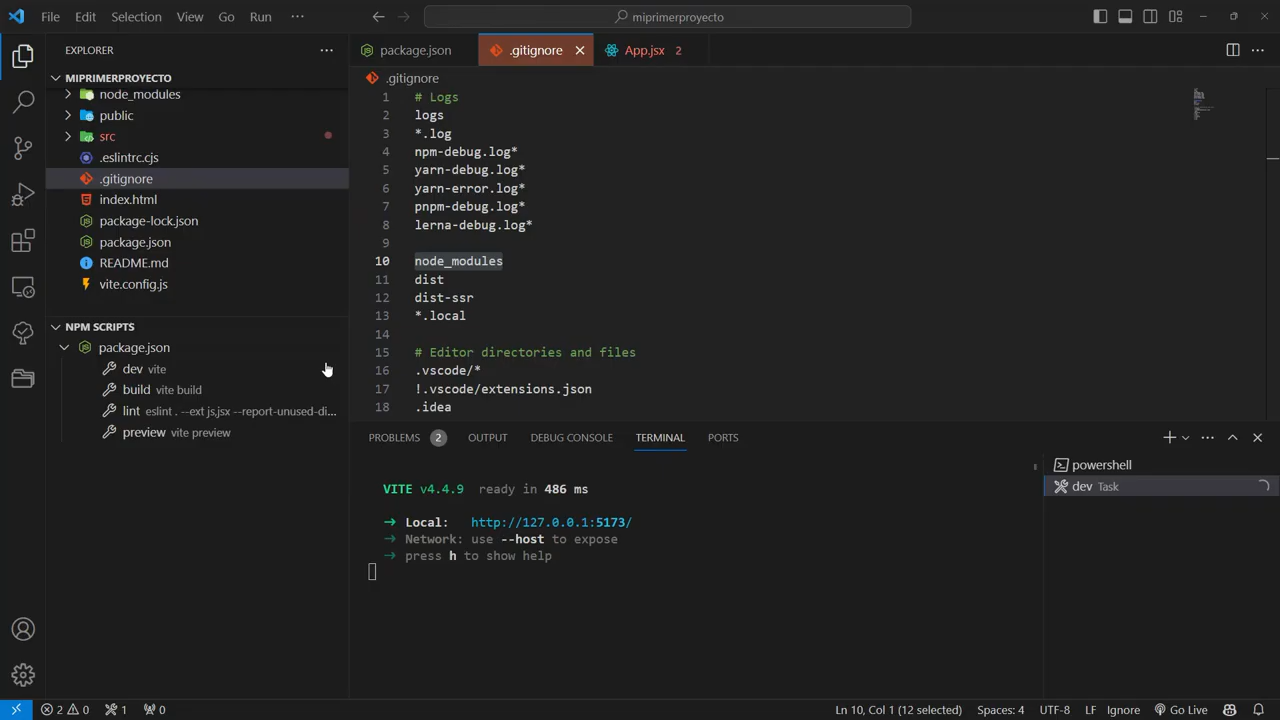 File Edit Selection View Go Run ···
miprimerproyecto
EXPLORER
MIPRIMERPROYECTO
node_modules
public
src
.eslintrc.cjs
.gitignore
index.html
package-lock.json
package.json
README.md
vite.config.js
NPM SCRIPTS
package.json
dev vite
build vite build
lint eslint . --ext js,jsx --report-unused-di...
preview vite preview
package.json .gitignore App.jsx 2
.gitignore
1 # Logs
2 logs
3 *.log
4 npm-debug.log*
5 yarn-debug.log*
6 yarn-error.log*
7 pnpm-debug.log*
8 lerna-debug.log*
9
10 node_modules
11 dist
12 dist-ssr
13 *.local
14
15 # Editor directories and files
16 .vscode/*
17 !.vscode/extensions.json
18 .idea
PROBLEMS 2 OUTPUT DEBUG CONSOLE TERMINAL PORTS
VITE v4.4.9 ready in 486 ms
➜ Local: http://127.0.0.1:5173/
➜ Network: use --host to expose
➜ press h to show help
powershell
dev Task
2 0 1 0 Ln 10, Col 1 (12 selected) Spaces: 4 UTF-8 LF Ignore Go Live